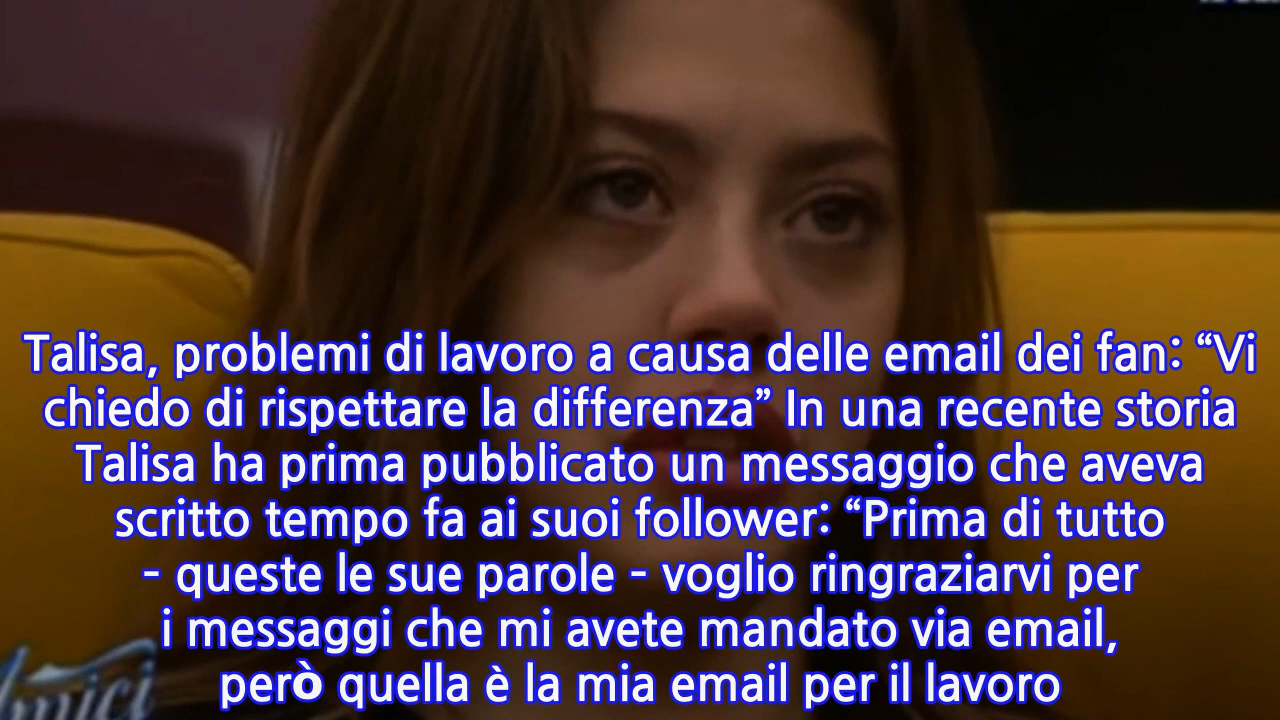 Talisa, problemi di lavoro a causa delle email dei fan: “Vi
chiedo di rispettare la differenza” In una recente storia
Talisa ha prima pubblicato un messaggio che aveva
scritto tempo fa ai suoi follower: “Prima di tutto
- queste le sue parole - voglio ringraziarvi per
i messaggi che mi avete mandato via email,
però quella è la mia email per il lavoro
Amici